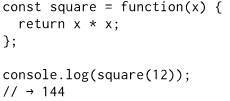 const square = function(x) {
  return x * x;
};

console.log(square(12));
// → 144